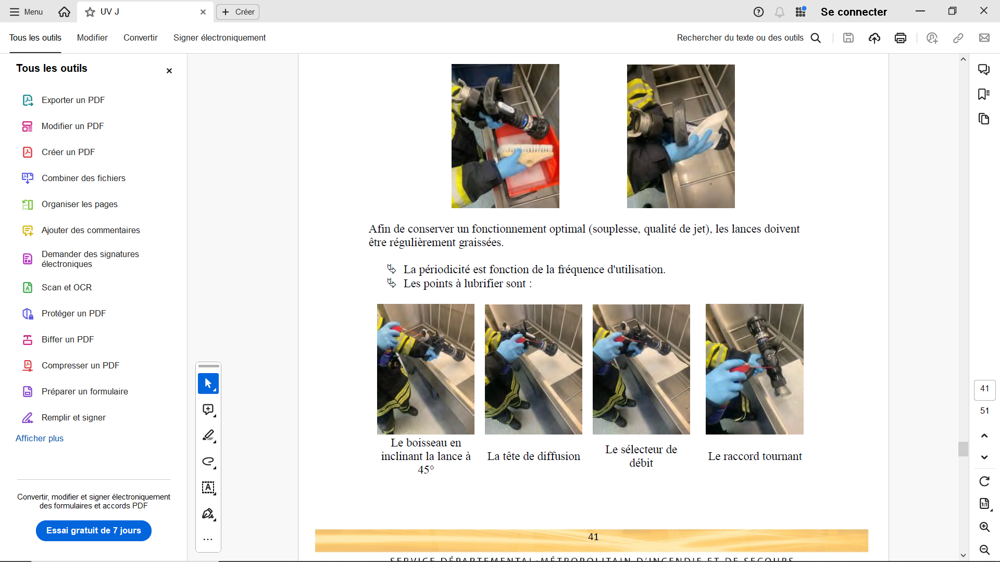 Menu
UV J
Créer
Se connecter
Tous les outils
Modifier
Convertir
Signer électroniquement
Rechercher du texte ou des outils
Tous les outils
Exporter un PDF
Modifier un PDF
Créer un PDF
Combiner des fichiers
Organiser les pages
Ajouter des commentaires
Demander des signatures
électroniques
Scan et OCR
Protéger un PDF
Biffer un PDF
Compresser un PDF
Préparer un formulaire
Remplir et signer
Afficher plus
Convertir, modifier et signer électroniquement
des formulaires et accords PDF
Essai gratuit de 7 jours
Afin de conserver un fonctionnement optimal (souplesse, qualité de jet), les lances doivent
être régulièrement graissées.
La périodicité est fonction de la fréquence d'utilisation.
Les points à lubrifier sont :
Le boisseau en
inclinant la lance à
45°
La tête de diffusion
Le sélecteur de
débit
Le raccord tournant
41
SERVICE DÉPARTEMENTAL-MÉTROPOLITAIN D'INCENDIE ET DE SECOURS
41
51